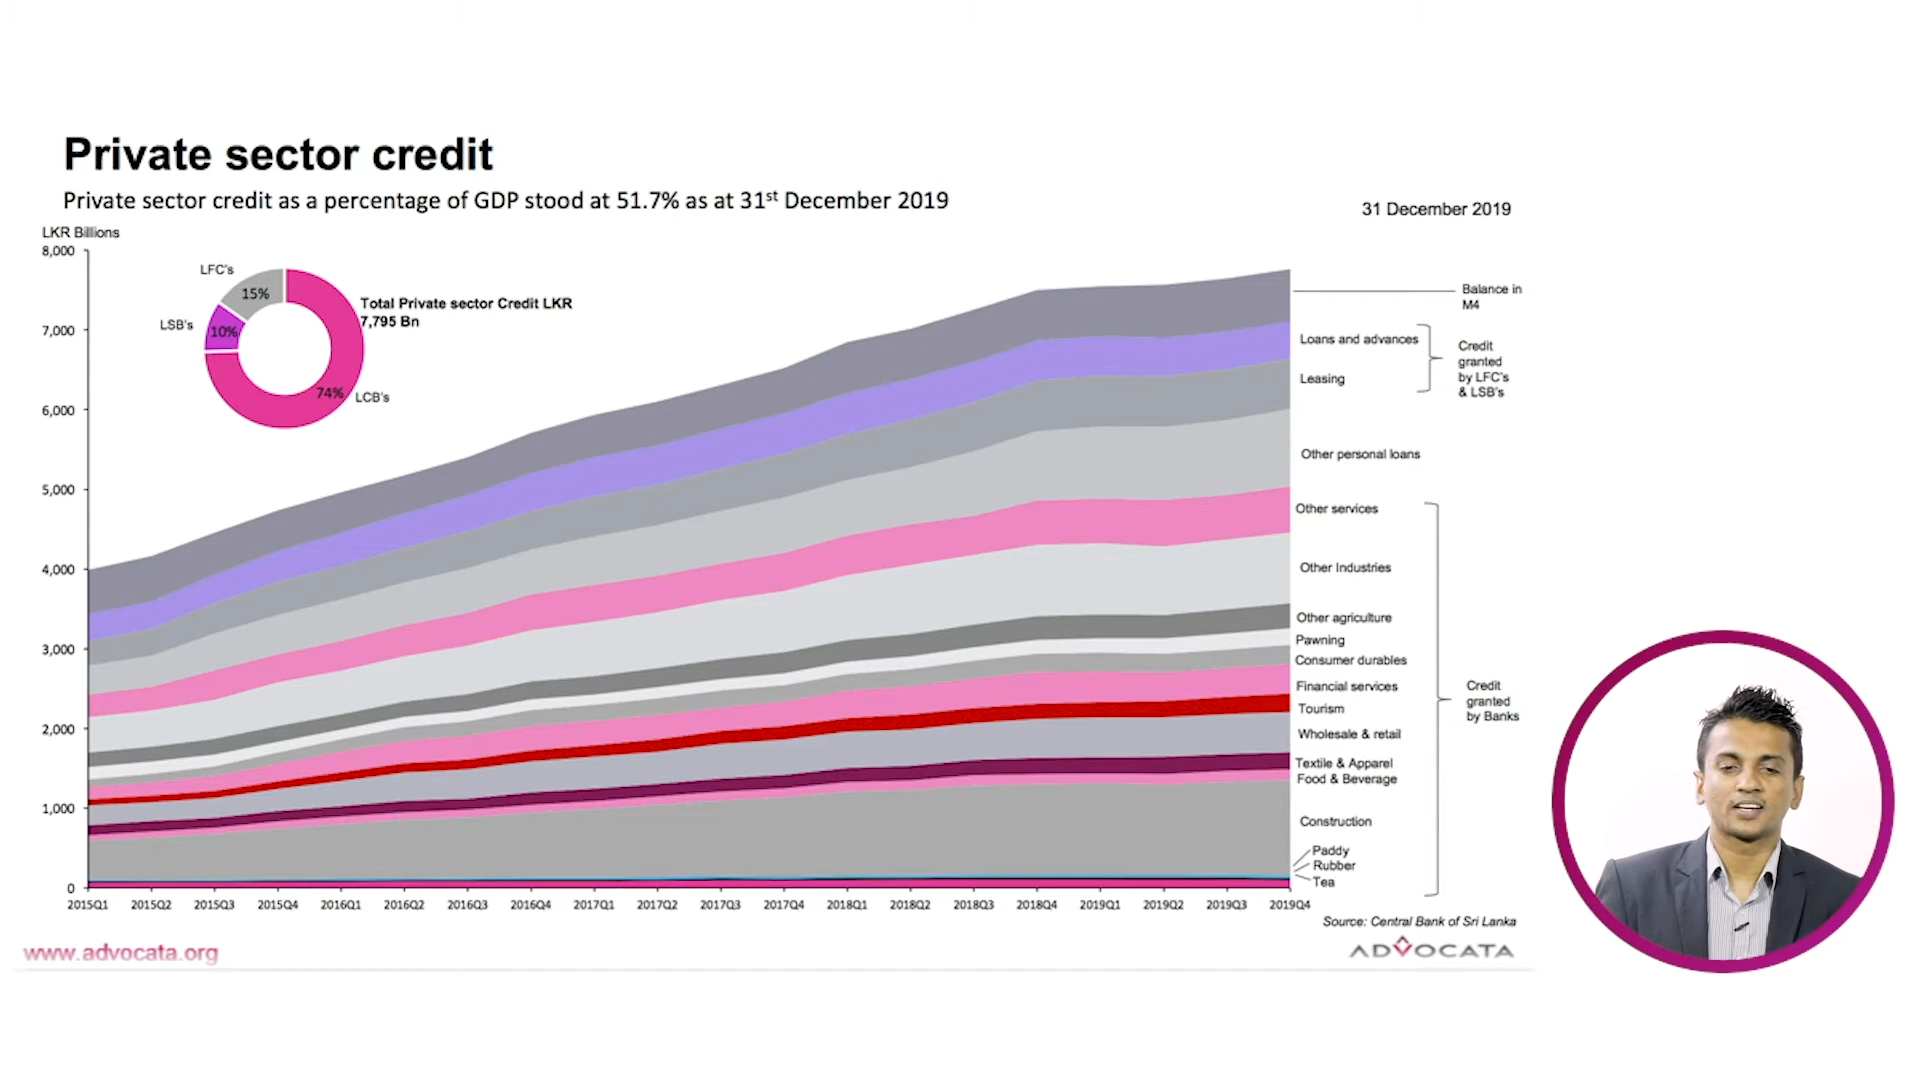 Private sector credit
Private sector credit as a percentage of GDP stood at 51.7% as at 31st December 2019
31 December 2019
LKR Billions
8,000
7,000
6,000
5,000
4,000
3,000
2,000
1,000
0
LFC's
15%
LSB's
10%
74%
LCB's
Total Private sector Credit LKR
7,795 Bn
Balance in
M4
Loans and advances
Leasing
Credit
granted
by LFC's
& LSB's
Other personal loans
Other services
Other Industries
Other agriculture
Pawning
Consumer durables
Financial services
Tourism
Wholesale & retail
Textile & Apparel
Food & Beverage
Construction
Paddy
Rubber
Tea
Credit
granted
by Banks
2015Q1 2015Q2 2015Q3 2015Q4 2016Q1 2016Q2 2016Q3 2016Q4 2017Q1 2017Q2 2017Q3 2017Q4 2018Q1 2018Q2 2018Q3 2018Q4 2019Q1 2019Q2 2019Q3 2019Q4
Source: Central Bank of Sri Lanka
www.advocata.org
ADVOCATA